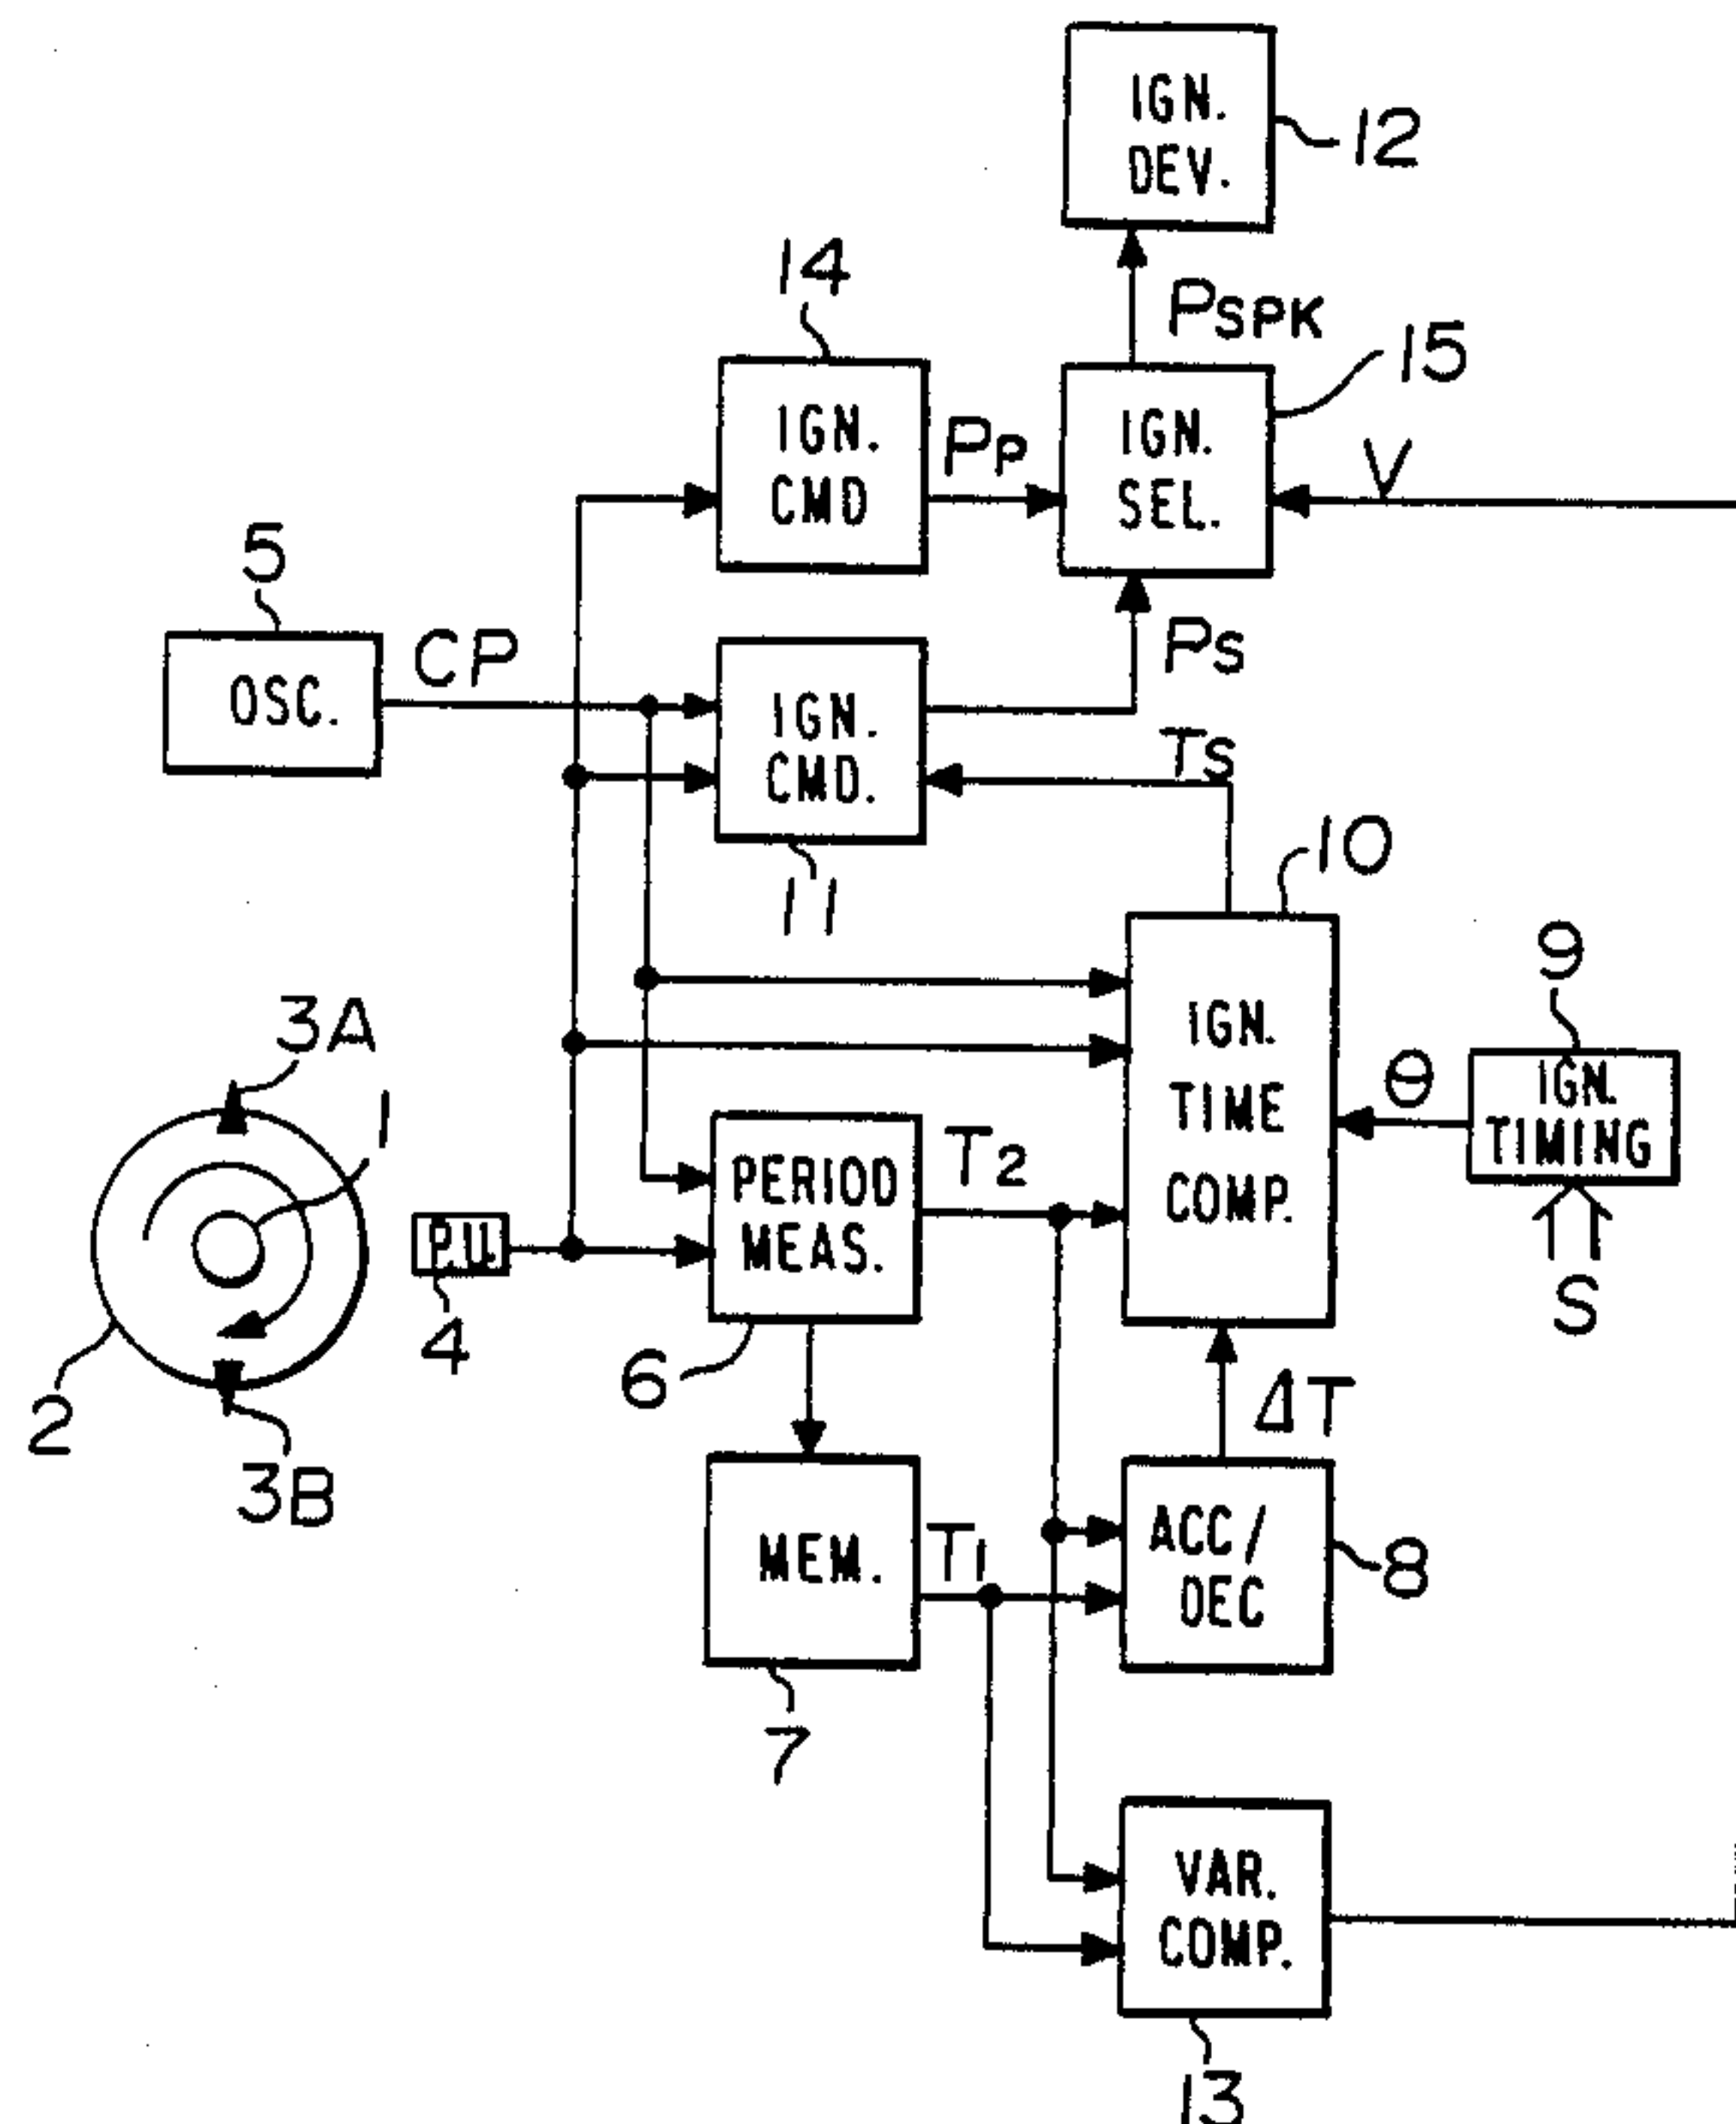 IGN.
DEV.
12
14
PSPK
15
IGN.
CMD
PP
IGN.
SEL.
V
5
OSC.
CP
IGN.
CMD.
PS
TS
11
10
9
3A
1
IGN.
TIME
COMP.
θ
IGN.
TIMING
S
P.U.
4
PERIOD
MEAS.
T2
6
2
3B
ΔT
MEM.
T1
ACC/
DEC
8
7
VAR.
COMP.
13